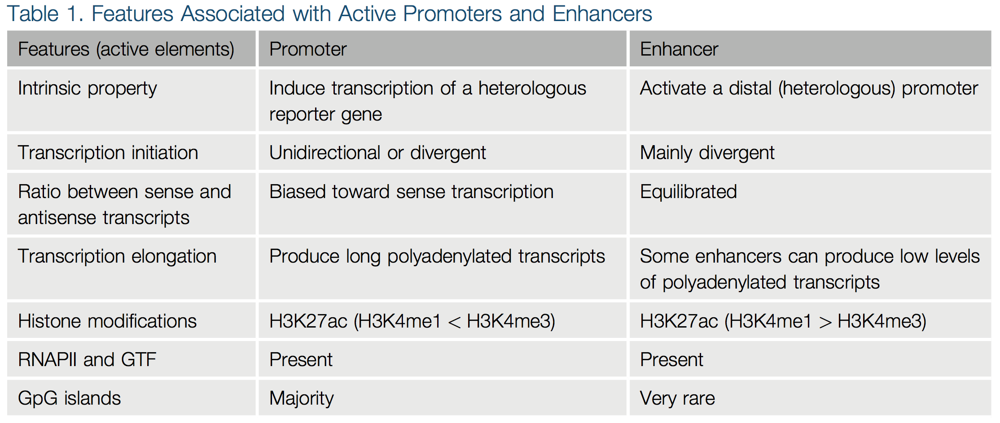 Table 1. Features Associated with Active Promoters and Enhancers
Features (active elements) Promoter Enhancer
Intrinsic property Induce transcription of a heterologous Activate a distal (heterologous) promoter
reporter gene
Transcription initiation Unidirectional or divergent Mainly divergent
Ratio between sense and Biased toward sense transcription Equilibrated
antisense transcripts
Transcription elongation Produce long polyadenylated transcripts Some enhancers can produce low levels
of polyadenylated transcripts
Histone modifications H3K27ac (H3K4me1 < H3K4me3) H3K27ac (H3K4me1 > H3K4me3)
RNAPII and GTF Present Present
GpG islands Majority Very rare